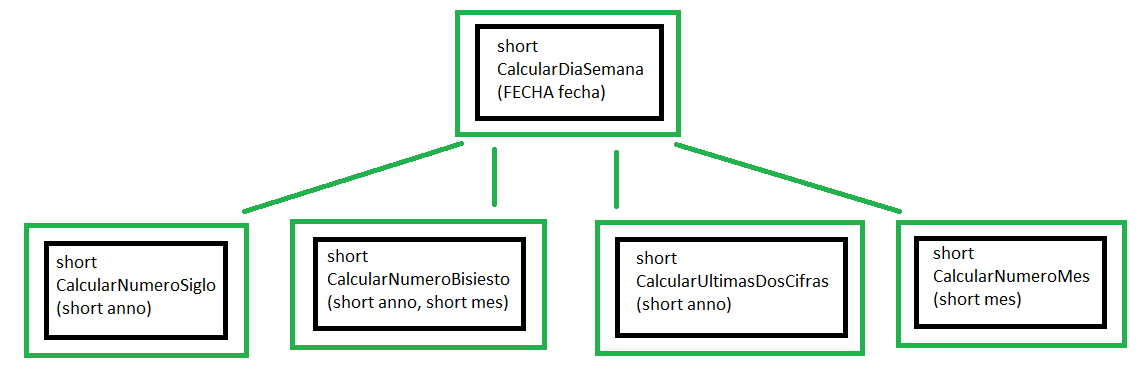 short
CalcularDiaSemana
(FECHA fecha)
short
CalcularNumeroSiglo
(short anno)
short
CalcularNumeroBisiesto
(short anno, short mes)
short
CalcularUltimasDosCifras
(short anno)
short
CalcularNumeroMes
(short mes)